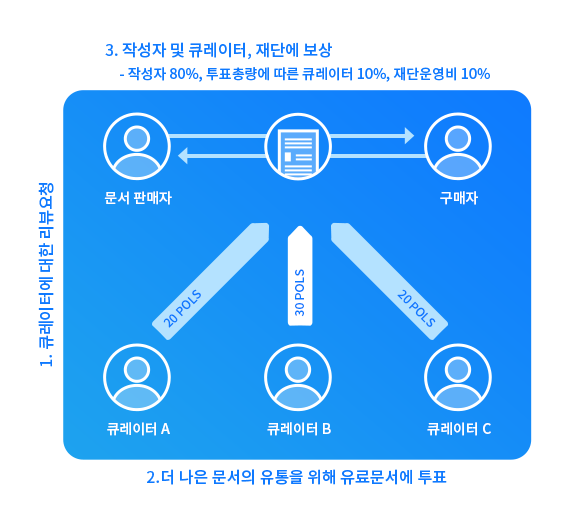 3. 작성자 및 큐레이터, 재단에 보상
- 작성자 80%, 투표총량에 따른 큐레이터 10%, 재단운영비 10%
문서 판매자
구매자
1. 큐레이터에 대한 리뷰요청
20 POLS
30 POLS
20 POLS
큐레이터 A
큐레이터 B
큐레이터 C
2.더 나은 문서의 유통을 위해 유료문서에 투표